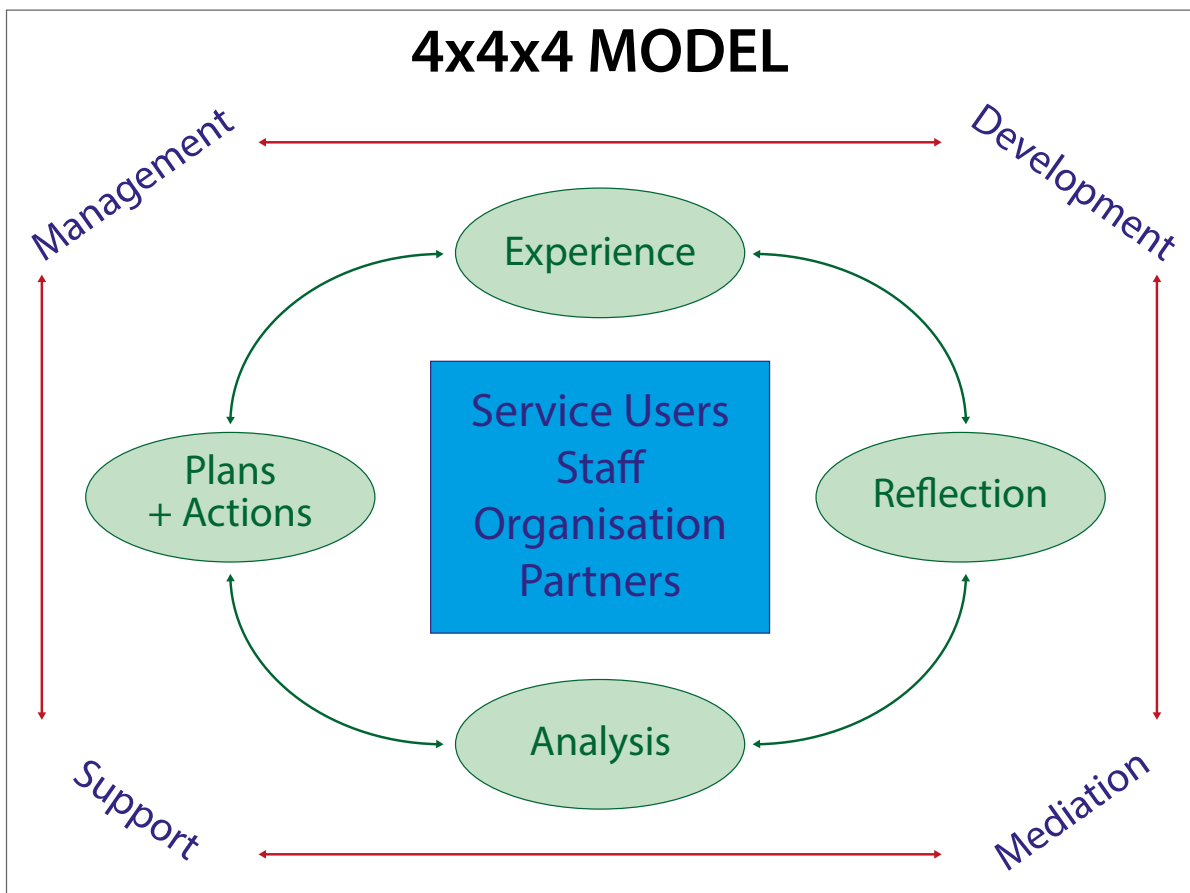 4x4x4 MODEL
Management
Development
Experience
Service Users
Staff
Organisation
Partners
Plans
+ Actions
Reflection
Analysis
Support
Mediation